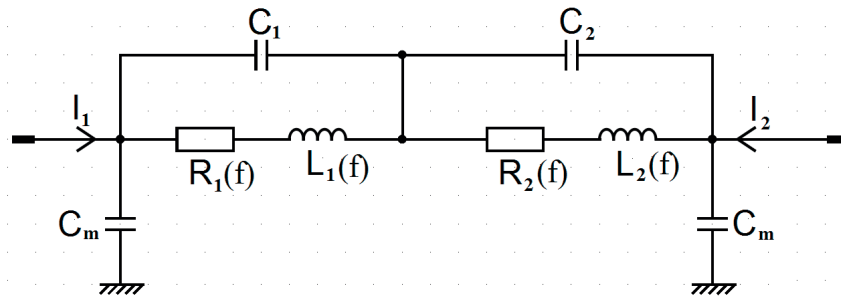 C₁
C₂
I₁
I₂
R₁(f)
L₁(f)
R₂(f)
L₂(f)
Cₘ
Cₘ